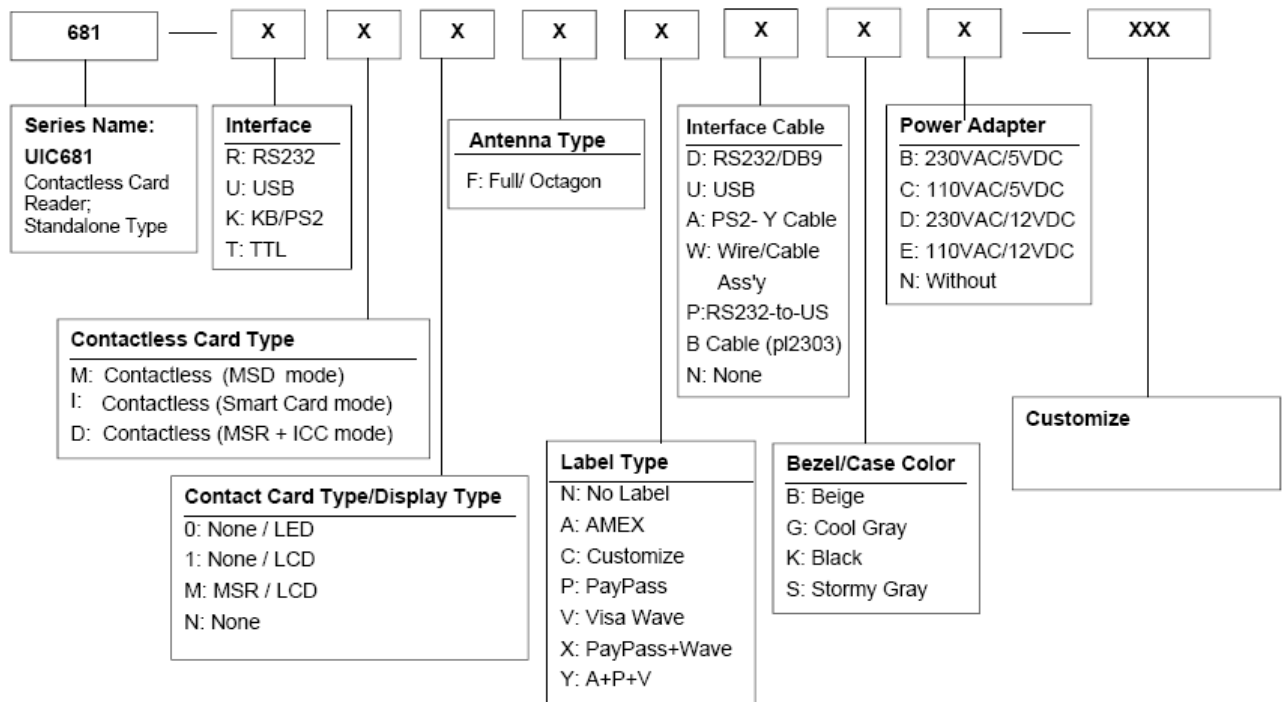 681 — X X X X X X X X — XXX
Series Name:
UIC681
Contactless Card
Reader;
Standalone Type
Interface
R: RS232
U: USB
K: KB/PS2
T: TTL
Antenna Type
F: Full/ Octagon
Interface Cable
D: RS232/DB9
U: USB
A: PS2- Y Cable
W: Wire/Cable
Ass'y
P:RS232-to-US
B Cable (pl2303)
N: None
Power Adapter
B: 230VAC/5VDC
C: 110VAC/5VDC
D: 230VAC/12VDC
E: 110VAC/12VDC
N: Without
Contactless Card Type
M: Contactless (MSD mode)
I: Contactless (Smart Card mode)
D: Contactless (MSR + ICC mode)
Customize
Contact Card Type/Display Type
0: None / LED
1: None / LCD
M: MSR / LCD
N: None
Label Type
N: No Label
A: AMEX
C: Customize
P: PayPass
V: Visa Wave
X: PayPass+Wave
Y: A+P+V
Bezel/Case Color
B: Beige
G: Cool Gray
K: Black
S: Stormy Gray